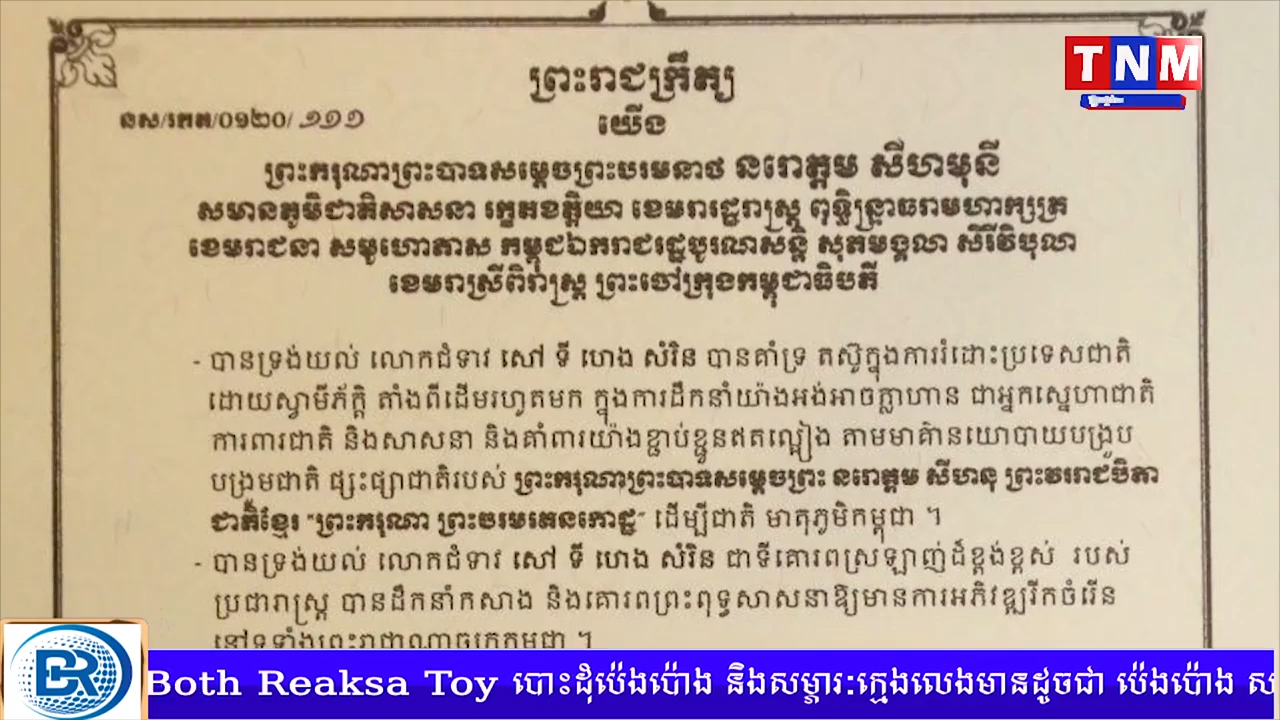 TNM
ព្រះរាជក្រឹត្យ
នស/រកត/០១២០/ ១១១
យើង
ព្រះករុណាព្រះបាទសម្តេចព្រះបរមនាថ នរោត្តម សីហមុនី
សមានភូមិជាតិសាសនា រក្ខតខត្តិយា ខេមរារដ្ឋរាស្ត្រ ពុទ្ធិន្ទ្រាធរាមហាក្សត្រ
ខេមរាជនា សមូហោភាស កម្ពុជឯករាជរដ្ឋបូរណសន្តិ សុភមង្គលា សិរីវិបុលា
ខេមរាស្រីពិរាស្ត្រ ព្រះចៅក្រុងកម្ពុជាធិបតី
- បានទ្រង់យល់ លោកជំទាវ សៅ ទី ហេង សំរិន បានគាំទ្រ តស៊ូក្នុងការរំដោះប្រទេសជាតិ
ដោយស្វាមីភ័ក្តិ តាំងពីដើមរហូតមក ក្នុងការដឹកនាំយ៉ាងអង់អាចក្លាហាន ជាអ្នកស្នេហាជាតិ
ការពារជាតិ និងសាសនា និងគាំពារយ៉ាងខ្ជាប់ខ្ជួនឥតល្អៀង តាមមាគ៌ានយោបាយបង្រួប
បង្រួមជាតិ ផ្សះផ្សាជាតិរបស់ ព្រះករុណាព្រះបាទសម្តេចព្រះ នរោត្តម សីហនុ ព្រះវររាជបិតា
ជាតិខ្មែរ "ព្រះករុណា ព្រះបរមរតនកោដ្ឋ" ដើម្បីជាតិ មាតុភូមិកម្ពុជា ។
- បានទ្រង់យល់ លោកជំទាវ សៅ ទី ហេង សំរិន ជាទីគោរពស្រឡាញ់ដ៏ខ្ពង់ខ្ពស់ របស់
ប្រជារាស្ត្រ បានដឹកនាំកសាង និងគោរពព្រះពុទ្ធសាសនាឱ្យមានការអភិវឌ្ឍរីកចំរើន
នៅទូទាំងព្រះរាជាណាចក្រកម្ពុជា ។
BR
Both Reaksa Toy បោះដុំប៉េងប៉ោង និងសម្ភារៈក្មេងលេងមានដូចជា ប៉េងប៉ោង